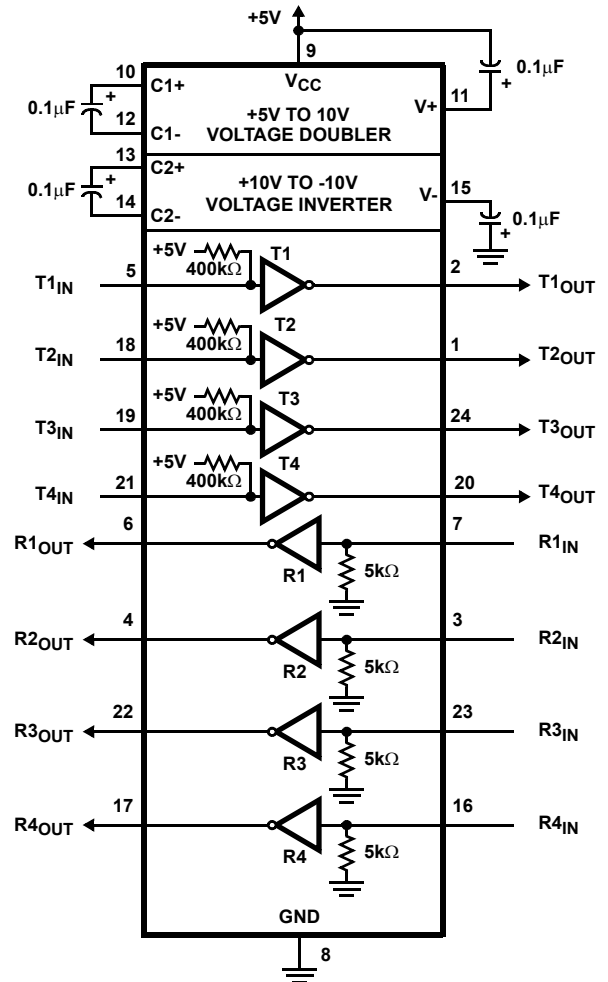 +5V
9
10
C1+
VCC
0.1μF
+
+
0.1μF
11
V+
12
C1-
+5V TO 10V
VOLTAGE DOUBLER
13
C2+
0.1μF
+
14
C2-
+10V TO -10V
VOLTAGE INVERTER
V-
15
0.1μF
+
T1IN
5
+5V
400kΩ
T1
2
T1OUT
T2IN
18
+5V
400kΩ
T2
1
T2OUT
T3IN
19
+5V
400kΩ
T3
24
T3OUT
T4IN
21
+5V
400kΩ
T4
20
T4OUT
R1OUT
6
R1
5kΩ
7
R1IN
R2OUT
4
R2
5kΩ
3
R2IN
R3OUT
22
R3
5kΩ
23
R3IN
R4OUT
17
R4
5kΩ
16
R4IN
GND
8